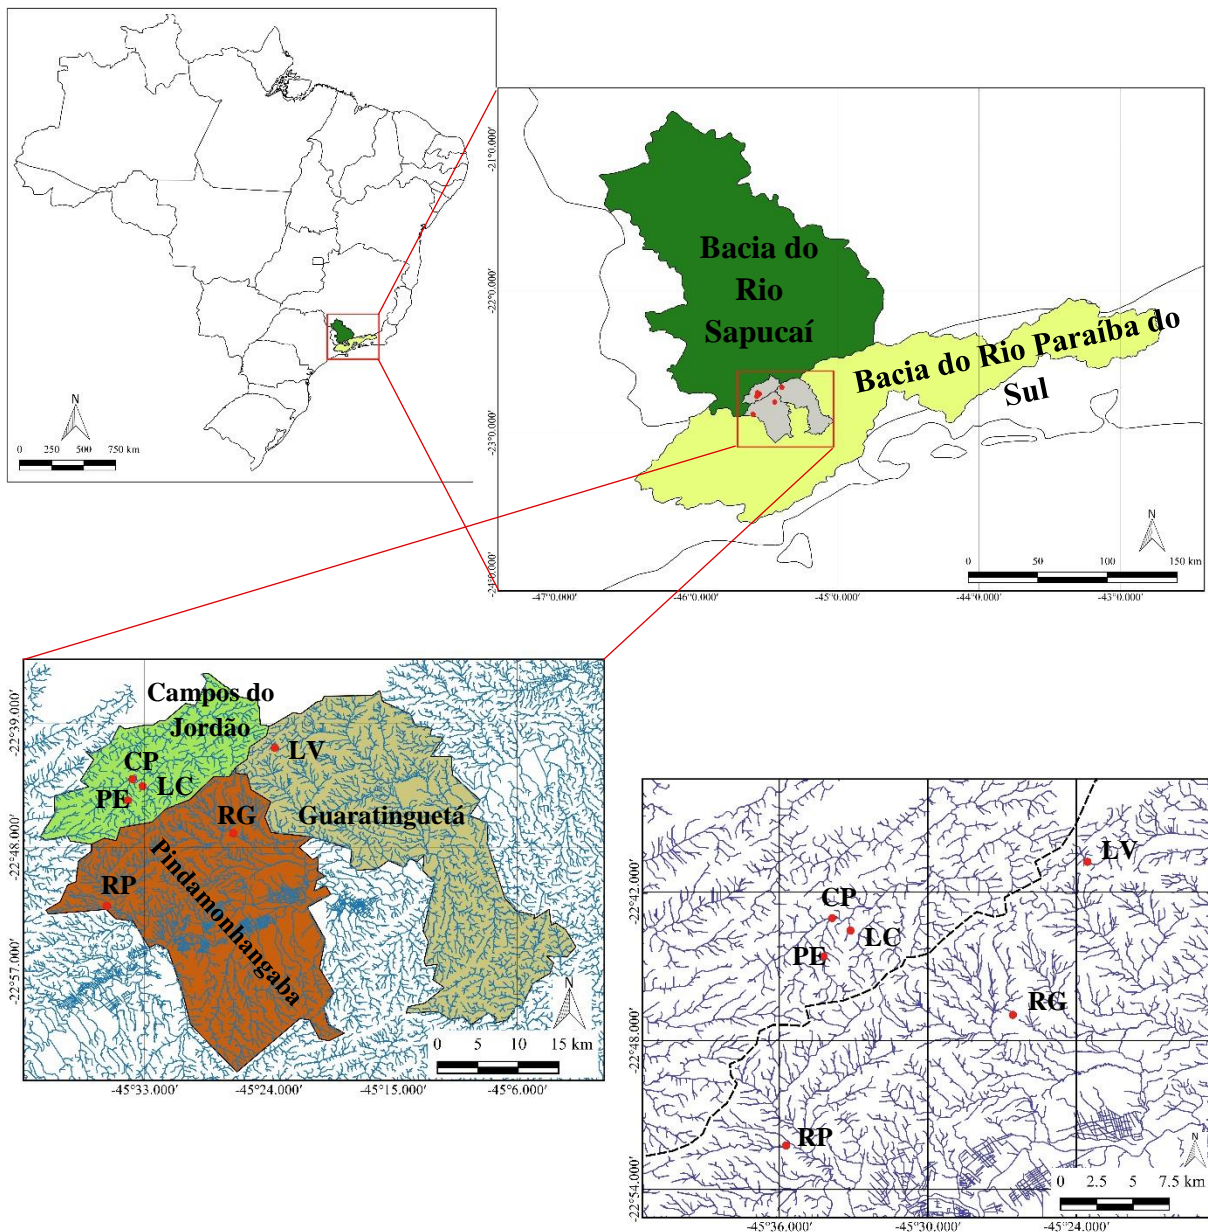 N
0 250 500 750 km
-21°0.000'
-22°0.000'
-23°0.000'
-24°0.000'
Bacia do
Rio
Sapucaí
Bacia do Rio Paraíba do
Sul
N
0 50 100 150 km
-47°0.000' -46°0.000' -45°0.000' -44°0.000' -43°0.000'
-22°39.000'
-22°48.000'
-22°57.000'
Campos do
Jordão
CP
LC
PE
LV
RG
Guaratinguetá
RP
Pindamonhangaba
N
0 5 10 15 km
-45°33.000' -45°24.000' -45°15.000' -45°6.000'
-22°42.000'
-22°48.000'
-22°54.000'
LV
CP
LC
PE
RG
RP
N
0 2.5 5 7.5 km
-45°36.000' -45°30.000' -45°24.000'